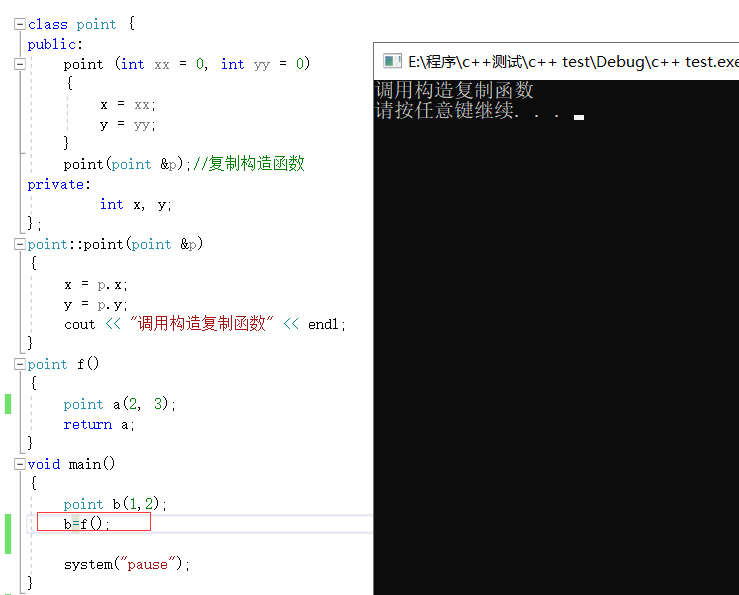 class point {
public:
point (int xx = 0, int yy = 0)
{
x = xx;
y = yy;
}
point(point &p);//复制构造函数
private:
int x, y;
};
point::point(point &p)
{
x = p.x;
y = p.y;
cout << "调用构造复制函数" << endl;
}
point f()
{
point a(2, 3);
return a;
}
void main()
{
point b(1,2);
b=f();
system("pause");
}
E:\程序\c++测试\c++ test\Debug\c++ test.exe
调用构造复制函数
请按任意键继续. . .